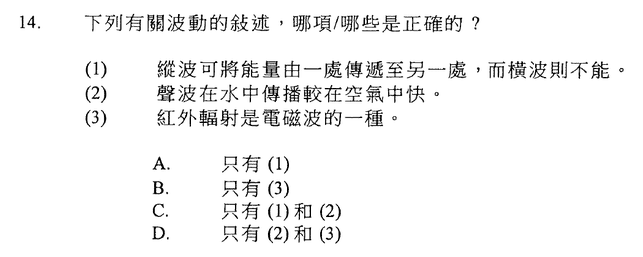 14. 下列有關波動的敍述，哪項/哪些是正確的？
(1) 縱波可將能量由一處傳遞至另一處，而橫波則不能。
(2) 聲波在水中傳播較在空氣中快。
(3) 紅外輻射是電磁波的一種。
A. 只有 (1)
B. 只有 (3)
C. 只有 (1) 和 (2)
D. 只有 (2) 和 (3)